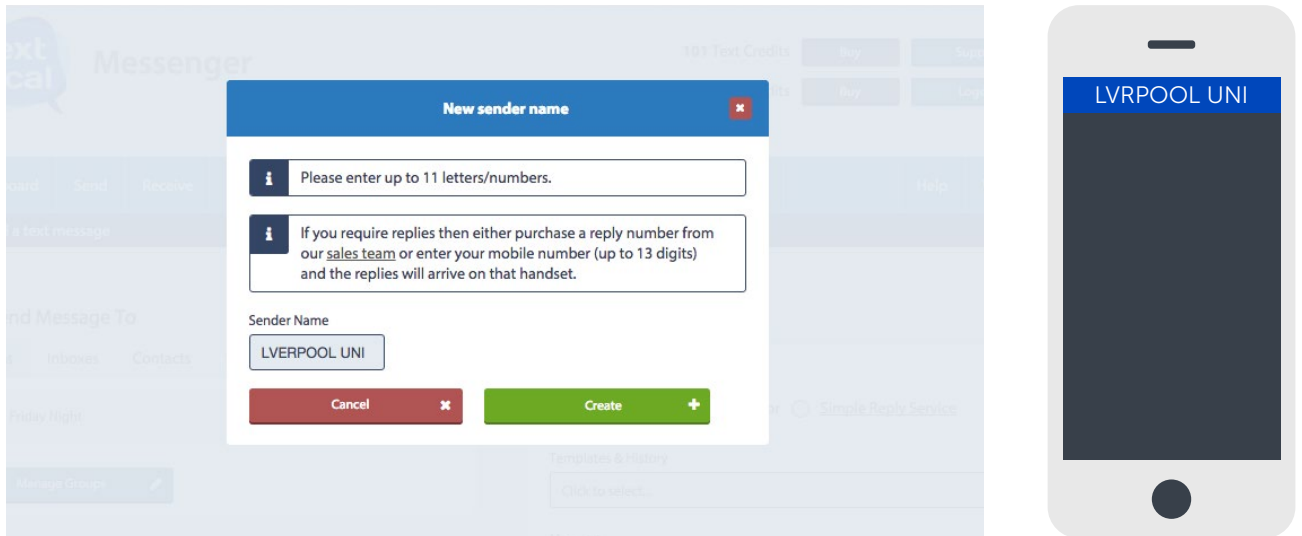 Messenger
101 Text Credits
Buy
Buy
New sender name
Send
Receive
Help
a text message
Please enter up to 11 letters/numbers.
If you require replies then either purchase a reply number from
our sales team or enter your mobile number (up to 13 digits)
and the replies will arrive on that handset.
Message To
Inboxes
Contacts
Sender Name
LVERPOOL UNI
Cancel
Create
Friday Night
Simple Reply Service
Templates & History
Manage Groups
Click to select...
LVRPOOL UNI